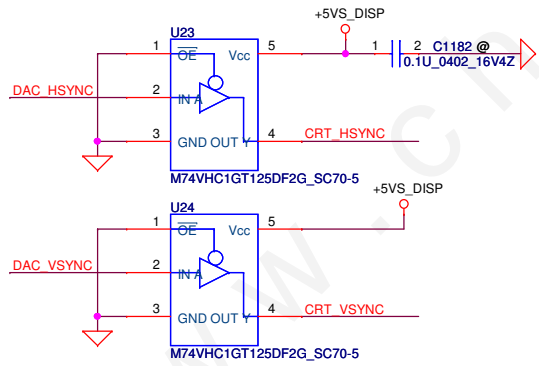 U23
+5VS_DISP
1 OE Vcc 5
1 2 C1182 @
0.1U_0402_16V4Z
DAC_HSYNC 2 IN A
3 GND OUT Y 4 CRT_HSYNC
M74VHC1GT125DF2G_SC70-5
+5VS_DISP
U24
1 OE Vcc 5
DAC_VSYNC 2 IN A
3 GND OUT Y 4 CRT_VSYNC
M74VHC1GT125DF2G_SC70-5
w.cn